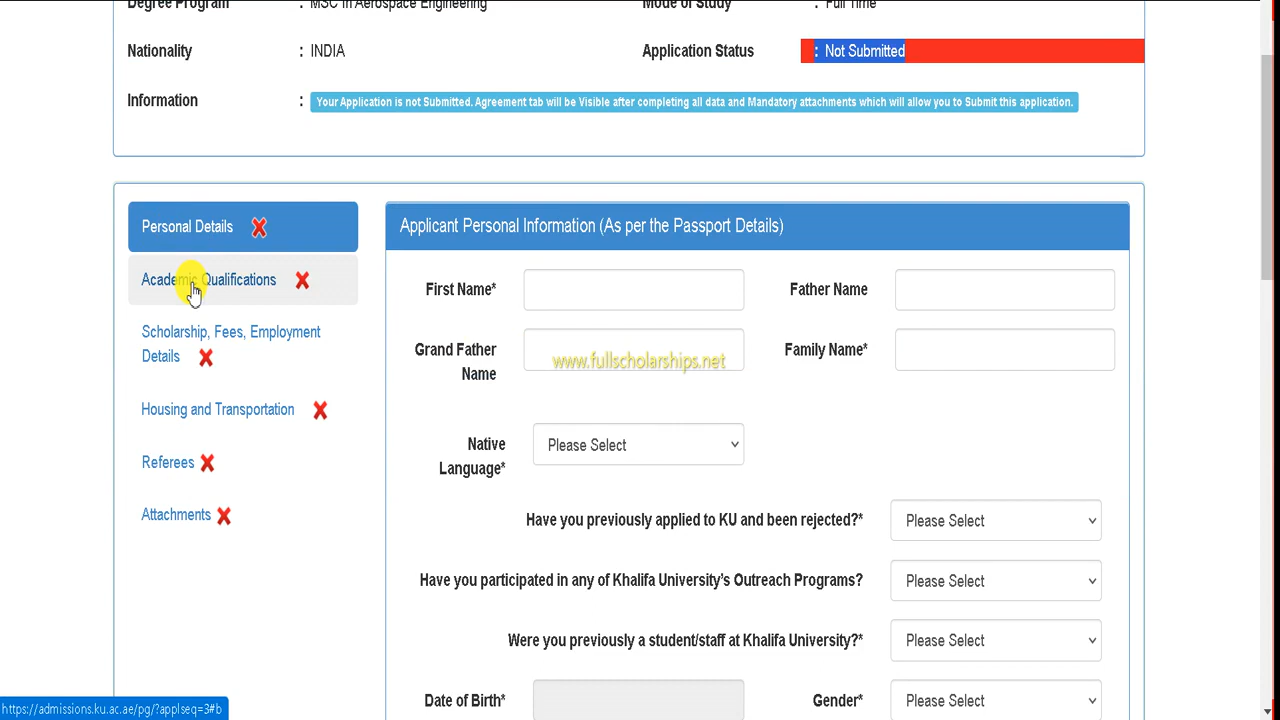 Degree Program : MSC in Aerospace Engineering Mode of Study : Full Time
Nationality : INDIA Application Status : Not Submitted
Information : Your Application is not Submitted. Agreement tab will be Visible after completing all data and Mandatory attachments which will allow you to Submit this application.
Personal Details
Academic Qualifications
Scholarship, Fees, Employment
Details
Housing and Transportation
Referees
Attachments
Applicant Personal Information (As per the Passport Details)
First Name* Father Name
Grand Father
Name
www.fullscholarships.net
Family Name*
Native
Language*
Please Select
Have you previously applied to KU and been rejected?* Please Select
Have you participated in any of Khalifa University's Outreach Programs? Please Select
Were you previously a student/staff at Khalifa University?* Please Select
Date of Birth* Gender* Please Select
https://admissions.ku.ac.ae/pg/?applseq=3#b